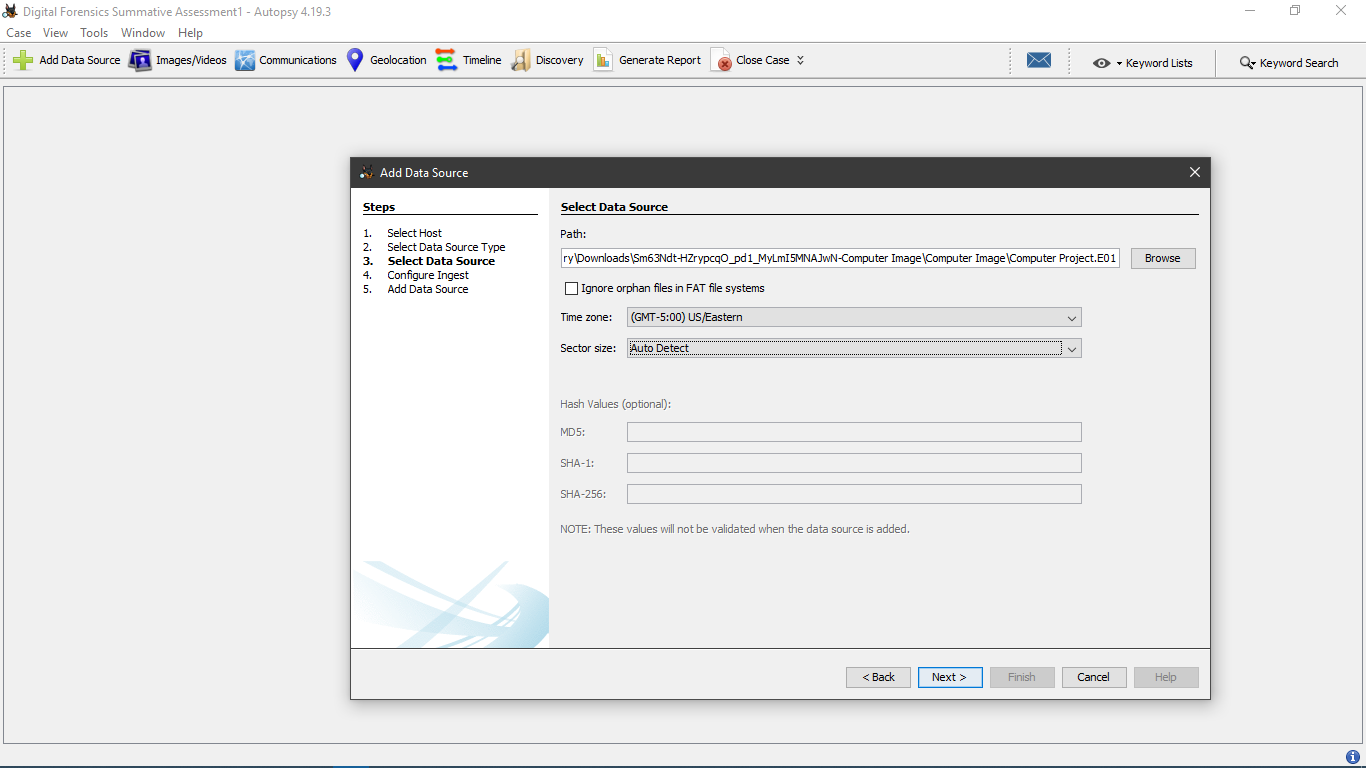 Digital Forensics Summative Assessment1 - Autopsy 4.19.3
Case View Tools Window Help
Add Data Source Images/Videos Communications Geolocation Timeline Discovery Generate Report Close Case Keyword Lists Keyword Search
Add Data Source
Steps
1. Select Host
2. Select Data Source Type
3. Select Data Source
4. Configure Ingest
5. Add Data Source
Select Data Source
Path:
ry\Downloads\Sm63Ndt-HZrypcqO_pd1_MyLmI5MNAJwN-Computer Image\Computer Image\Computer Project.E01 Browse
Ignore orphan files in FAT file systems
Time zone: (GMT-5:00) US/Eastern
Sector size: Auto Detect
Hash Values (optional):
MD5:
SHA-1:
SHA-256:
NOTE: These values will not be validated when the data source is added.
< Back Next > Finish Cancel Help